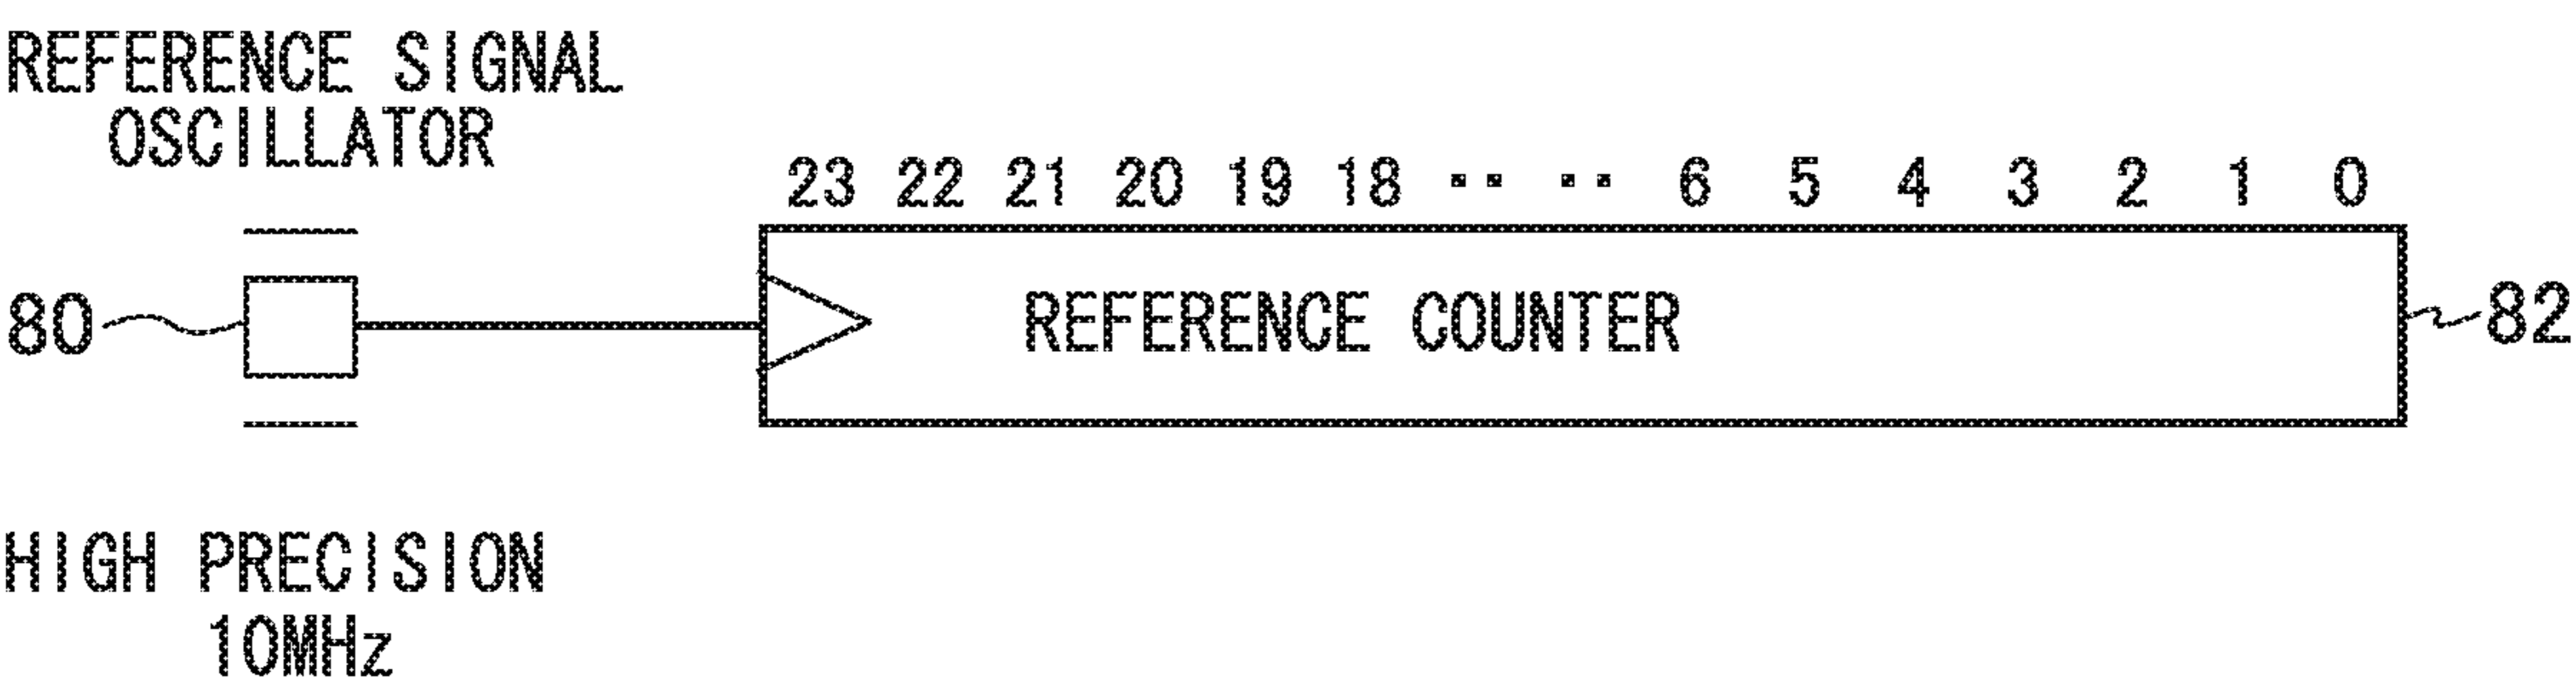 REFERENCE SIGNAL
OSCILLATOR
23 22 21 20 19 18 ·· ·· 6 5 4 3 2 1 0
80
REFERENCE COUNTER
82
HIGH PRECISION
10MHz